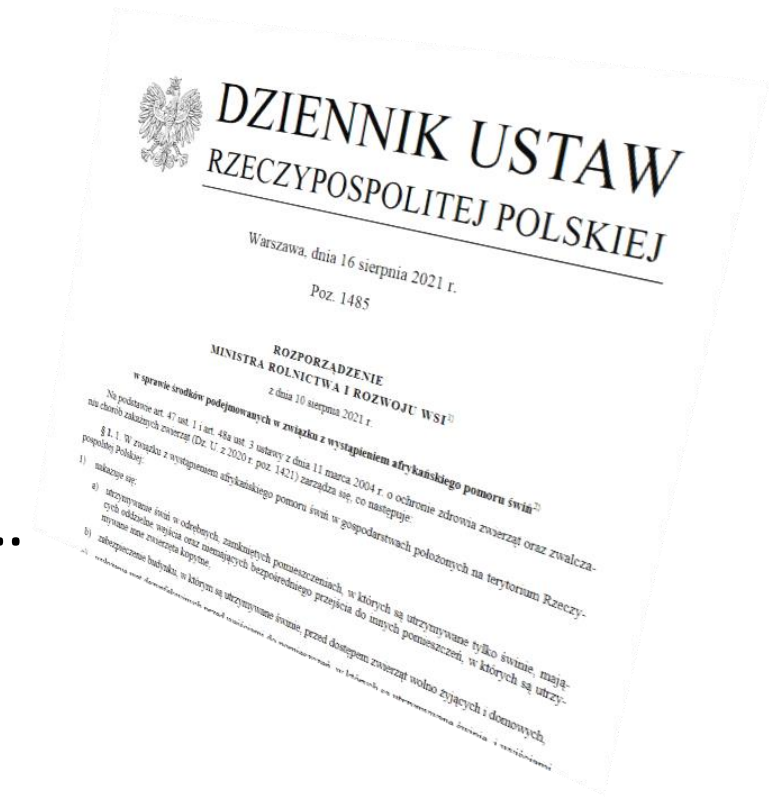 DZIENNIK USTAW
RZECZYPOSPOLITEJ POLSKIEJ
Warszawa, dnia 16 sierpnia 2021 r.
Poz. 1485
ROZPORZĄDZENIE
MINISTRA ROLNICTWA I ROZWOJU WSI¹⁾
z dnia 10 sierpnia 2021 r.
w sprawie środków podejmowanych w związku z wystąpieniem afrykańskiego pomoru świń²⁾
Na podstawie art. 47 ust. 1 i art. 48a ust. 3 ustawy z dnia 11 marca 2004 r. o ochronie zdrowia zwierząt oraz zwalcza-
niu chorób zakaźnych zwierząt (Dz. U. z 2020 r. poz. 1421) zarządza się, co następuje:
§ 1. 1. W związku z wystąpieniem afrykańskiego pomoru świń w gospodarstwach położonych na terytorium Rzeczy-
pospolitej Polskiej:
1) nakazuje się:
a) utrzymywanie świń w odrębnych, zamkniętych pomieszczeniach, w których są utrzymywane tylko świnie, mają-
cych oddzielne wejścia oraz niemających bezpośredniego przejścia do innych pomieszczeń, w których są utrzy-
mywane inne zwierzęta kopytne,
b) zabezpieczenie budynku, w którym są utrzymywane świnie, przed dostępem zwierząt wolno żyjących i domowych,
..